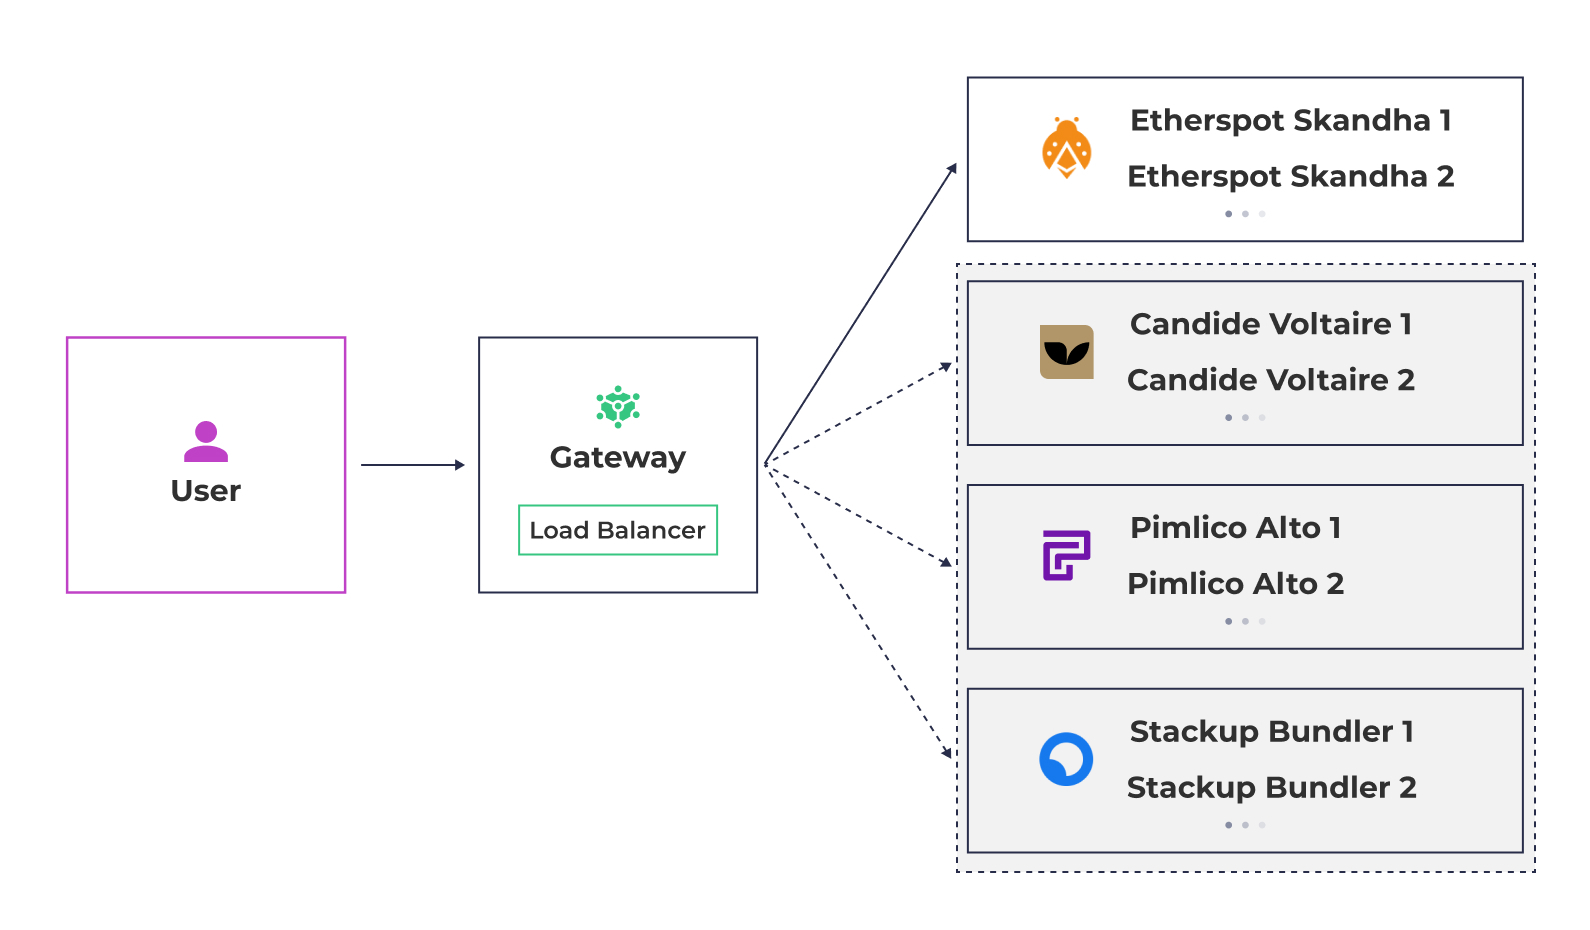 User
Gateway
Load Balancer
Etherspot Skandha 1
Etherspot Skandha 2
Candide Voltaire 1
Candide Voltaire 2
Pimlico Alto 1
Pimlico Alto 2
Stackup Bundler 1
Stackup Bundler 2